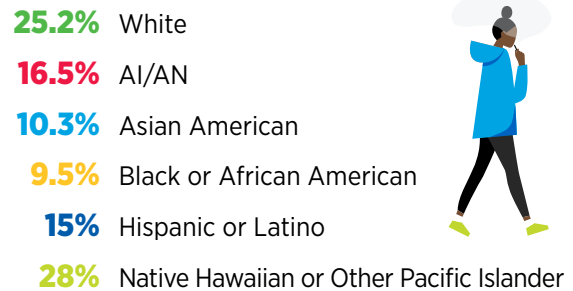 25.2% White
16.5% AI/AN
10.3% Asian American
9.5% Black or African American
15% Hispanic or Latino
28% Native Hawaiian or Other Pacific Islander